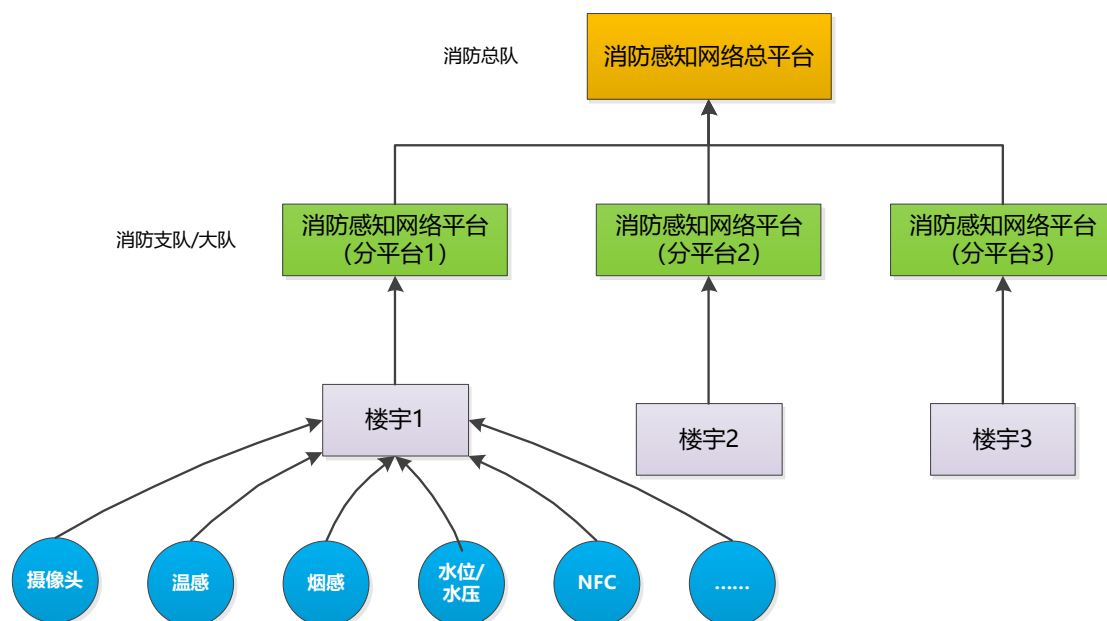 消防总队
消防感知网络总平台
消防支队/大队
消防感知网络平台
（分平台1）
消防感知网络平台
（分平台2）
消防感知网络平台
（分平台3）
楼宇1
楼宇2
楼宇3
摄像头
温感
烟感
水位/
水压
NFC
......